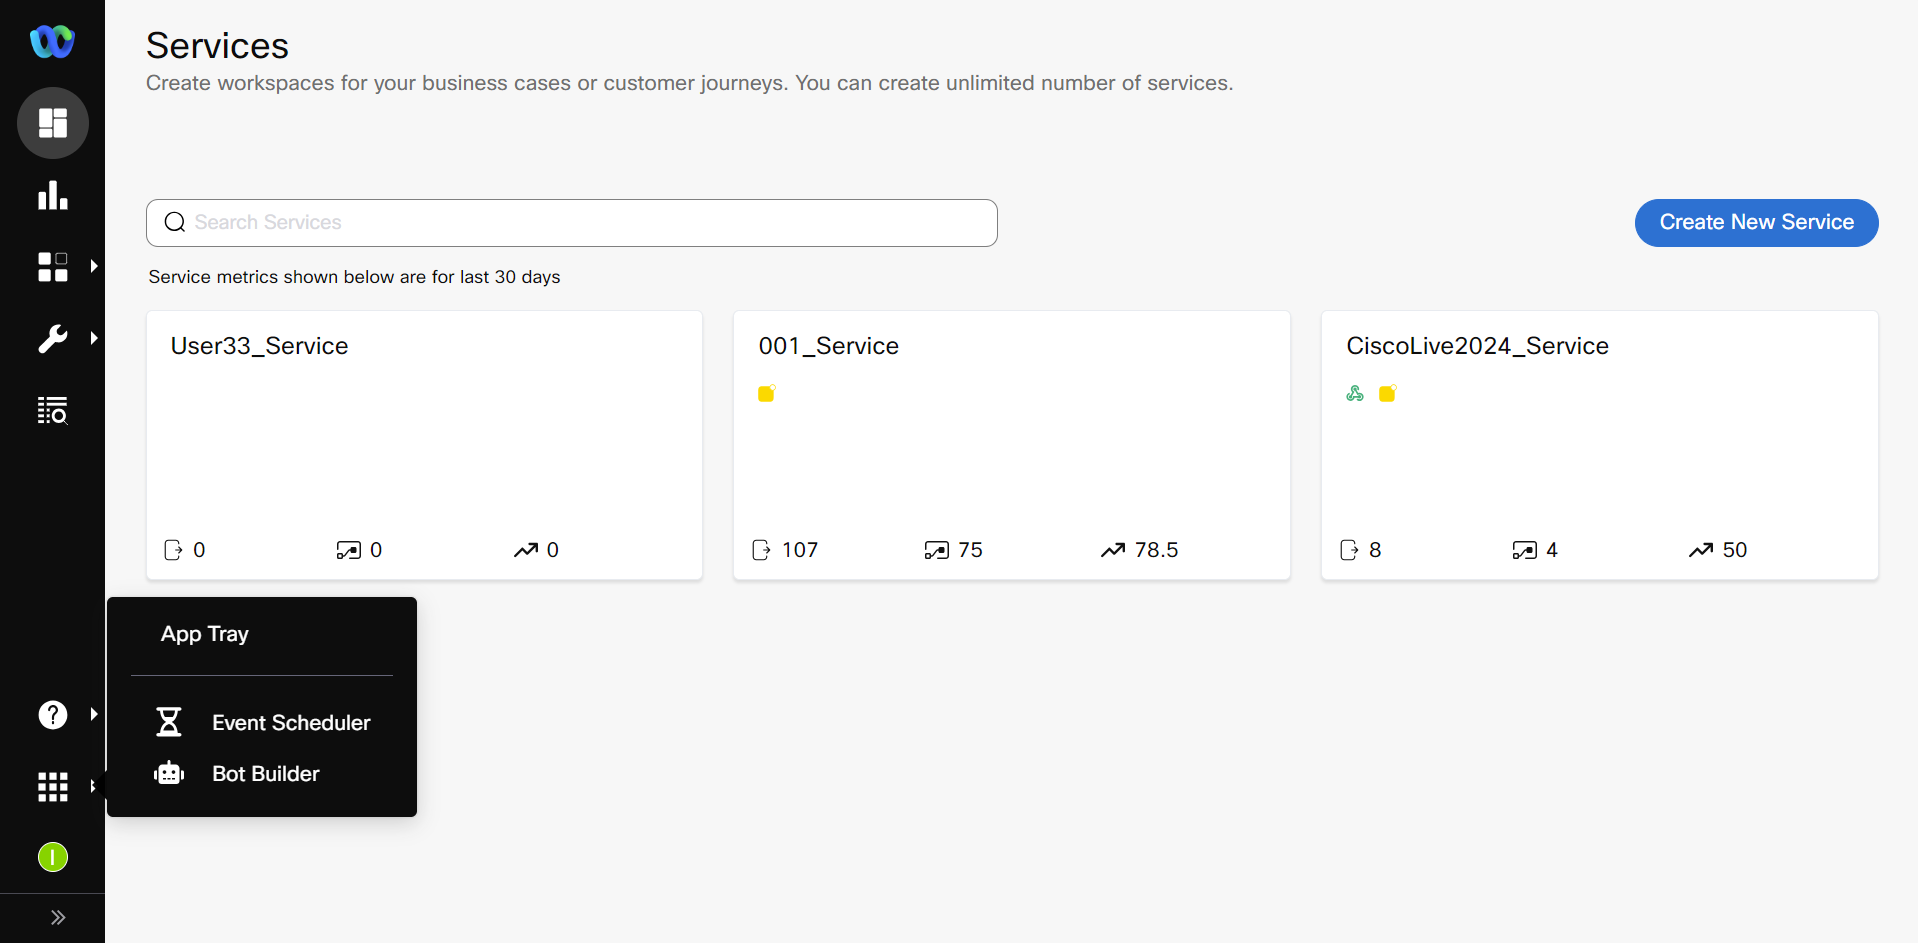 Services
Create workspaces for your business cases or customer journeys. You can create unlimited number of services.
Search Services
Create New Service
Service metrics shown below are for last 30 days
User33_Service
001_Service
CiscoLive2024_Service
0
0
0
107
75
78.5
8
4
50
App Tray
Event Scheduler
Bot Builder
?
I